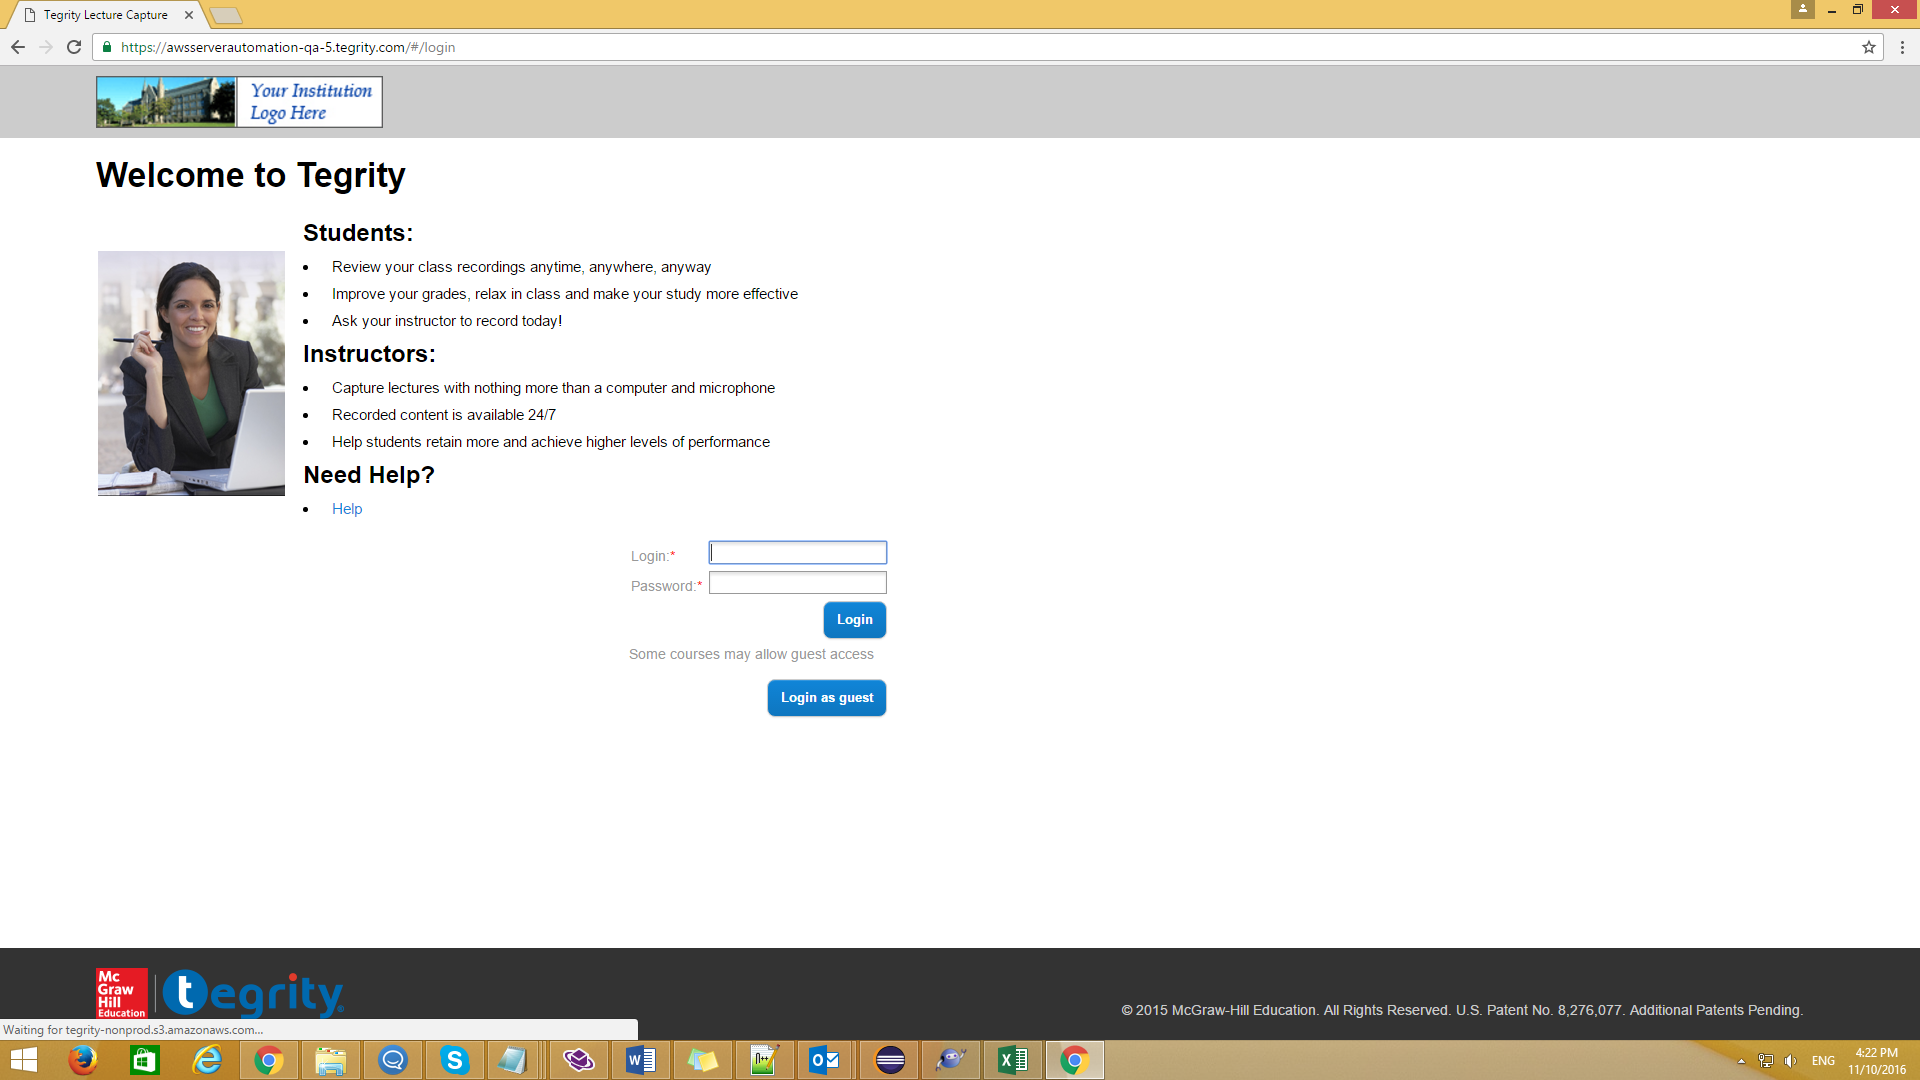 Tegrity Lecture Capture
https://awsserverautomation-qa-5.tegrity.com/#/login
Your Institution
Logo Here
Welcome to Tegrity
Students:
Review your class recordings anytime, anywhere, anyway
Improve your grades, relax in class and make your study more effective
Ask your instructor to record today!
Instructors:
Capture lectures with nothing more than a computer and microphone
Recorded content is available 24/7
Help students retain more and achieve higher levels of performance
Need Help?
Help
Login:*
Password:*
Login
Some courses may allow guest access
Login as guest
Mc
Graw
Hill
Education
tegrity
© 2015 McGraw-Hill Education. All Rights Reserved. U.S. Patent No. 8,276,077. Additional Patents Pending.
Waiting for tegrity-nonprod.s3.amazonaws.com...
ENG
4:22 PM
11/10/2016